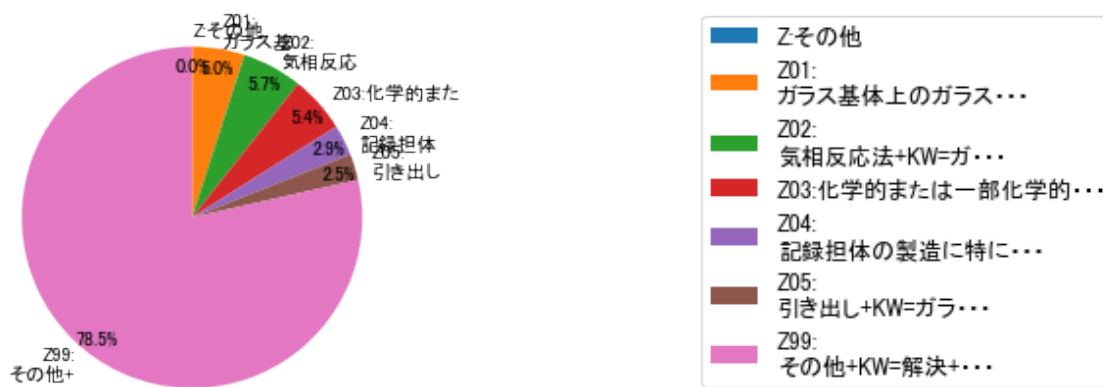 Z:その他
0.0%
Z01:
ガラス基
5.0%
Z02:
気相反応
5.7%
Z03:化学的また
5.4%
Z04:
記録担体
2.9%
Z05:
引き出し
2.5%
78.5%
Z99:
その他+
Z:その他
Z01:
ガラス基体上のガラス・・・
Z02:
気相反応法+KW=ガ・・・
Z03:化学的または一部化学的・・・
Z04:
記録担体の製造に特に・・・
Z05:
引き出し+KW=ガラ・・・
Z99:
その他+KW=解決+・・・